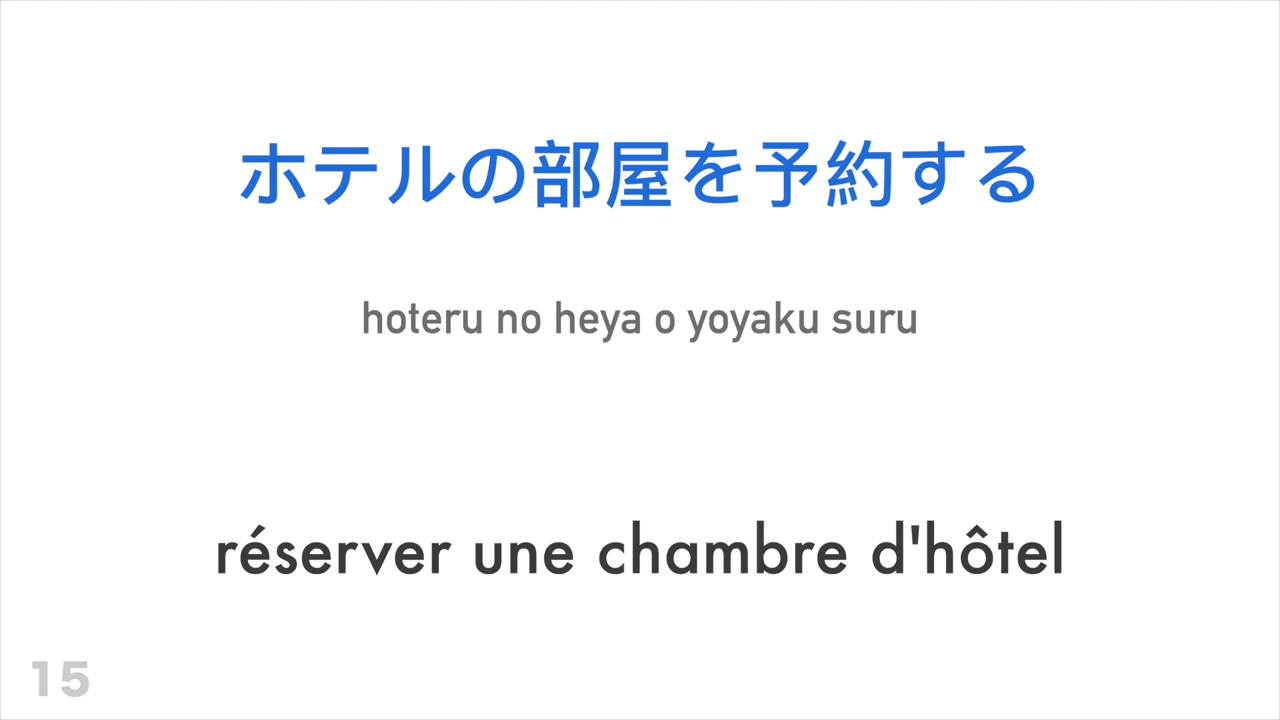 ホテルの部屋を予約する
hoteru no heya o yoyaku suru
réserver une chambre d'hôtel
15